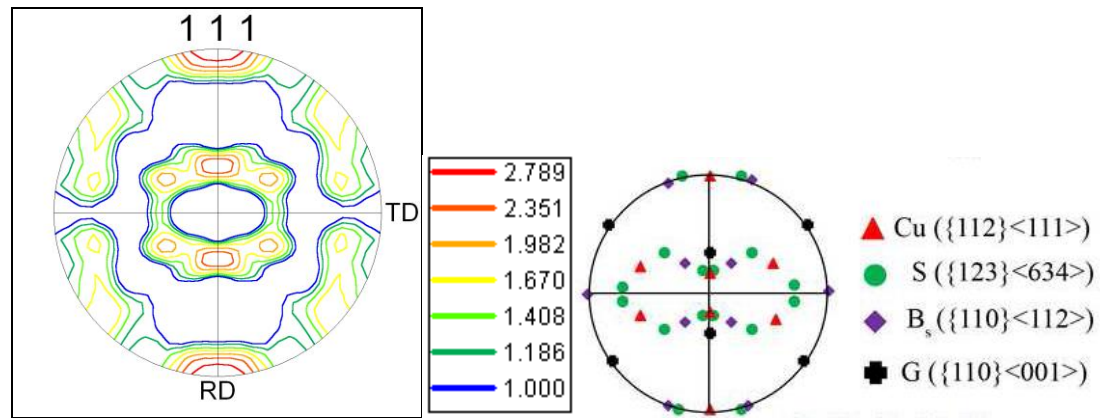 1 1 1
TD
RD
2.789
2.351
1.982
1.670
1.408
1.186
1.000
Cu ({112}<111>)
S ({123}<634>)
Bs ({110}<112>)
G ({110}<001>)